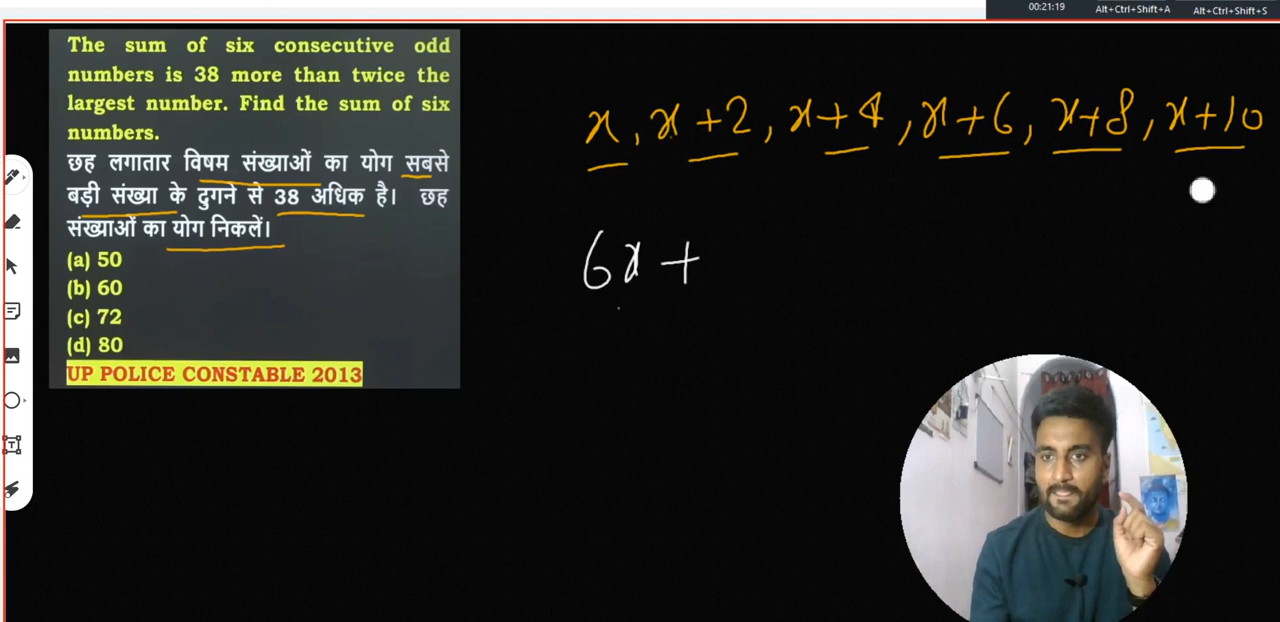 00:21:19 Alt+Ctrl+Shift+A Alt+Ctrl+Shift+S
The sum of six consecutive odd
numbers is 38 more than twice the
largest number. Find the sum of six
numbers.
छह लगातार विषम संख्याओं का योग सबसे
बड़ी संख्या के दुगने से 38 अधिक है। छह
संख्याओं का योग निकलें।
(a) 50
(b) 60
(c) 72
(d) 80
UP POLICE CONSTABLE 2013
x, x+2, x+4, x+6, x+8, x+10
6x+